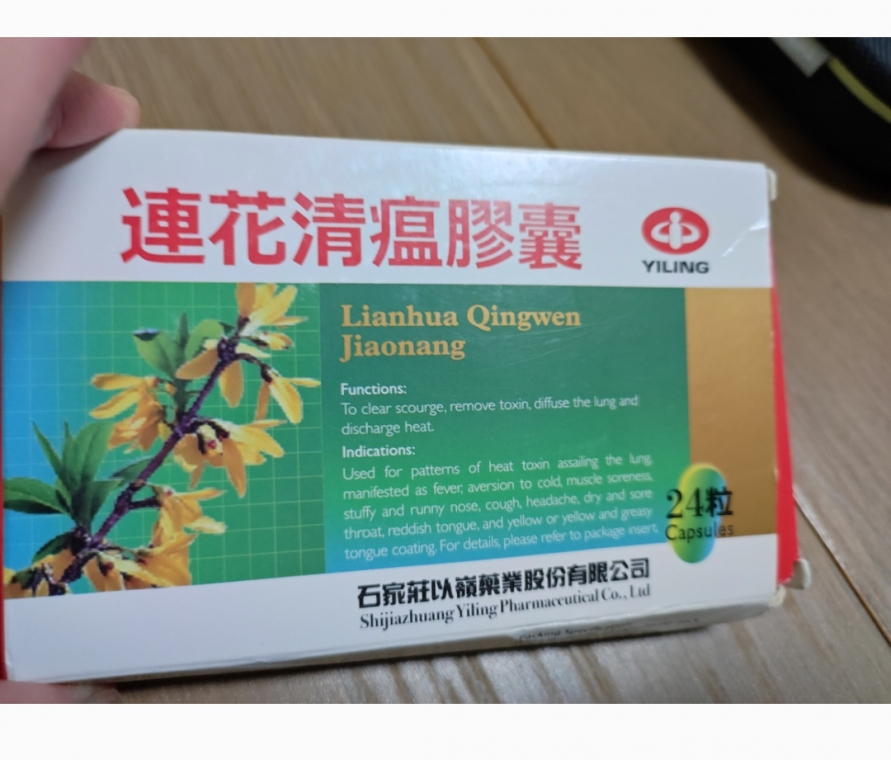 連花清瘟膠囊
YILING
Lianhua Qingwen
Jiaonang
Functions:
To clear scourge, remove toxin, diffuse the lung and
discharge heat.
Indications:
Used for patterns of heat toxin assailing the lung,
manifested as fever, aversion to cold, muscle soreness,
stuffy and runny nose, cough, headache, dry and sore
throat, reddish tongue, and yellow or yellow and greasy
tongue coating. For details, please refer to package insert.
24粒
Capsules
石家莊以嶺藥業股份有限公司
Shijiazhuang Yiling Pharmaceutical Co., Ltd